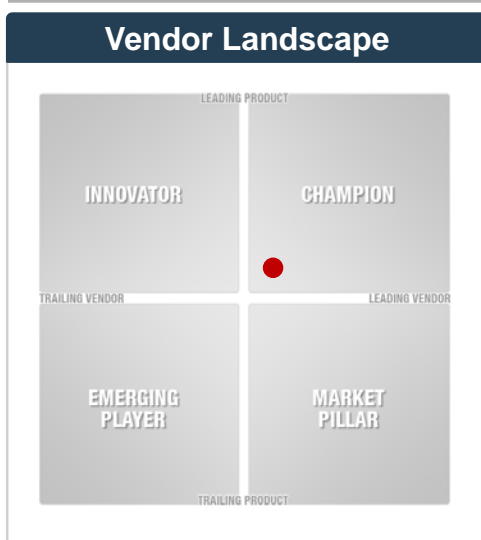 Vendor Landscape
LEADING PRODUCT
INNOVATOR
CHAMPION
TRAILING VENDOR
LEADING VENDOR
EMERGING
PLAYER
MARKET
PILLAR
TRAILING PRODUCT